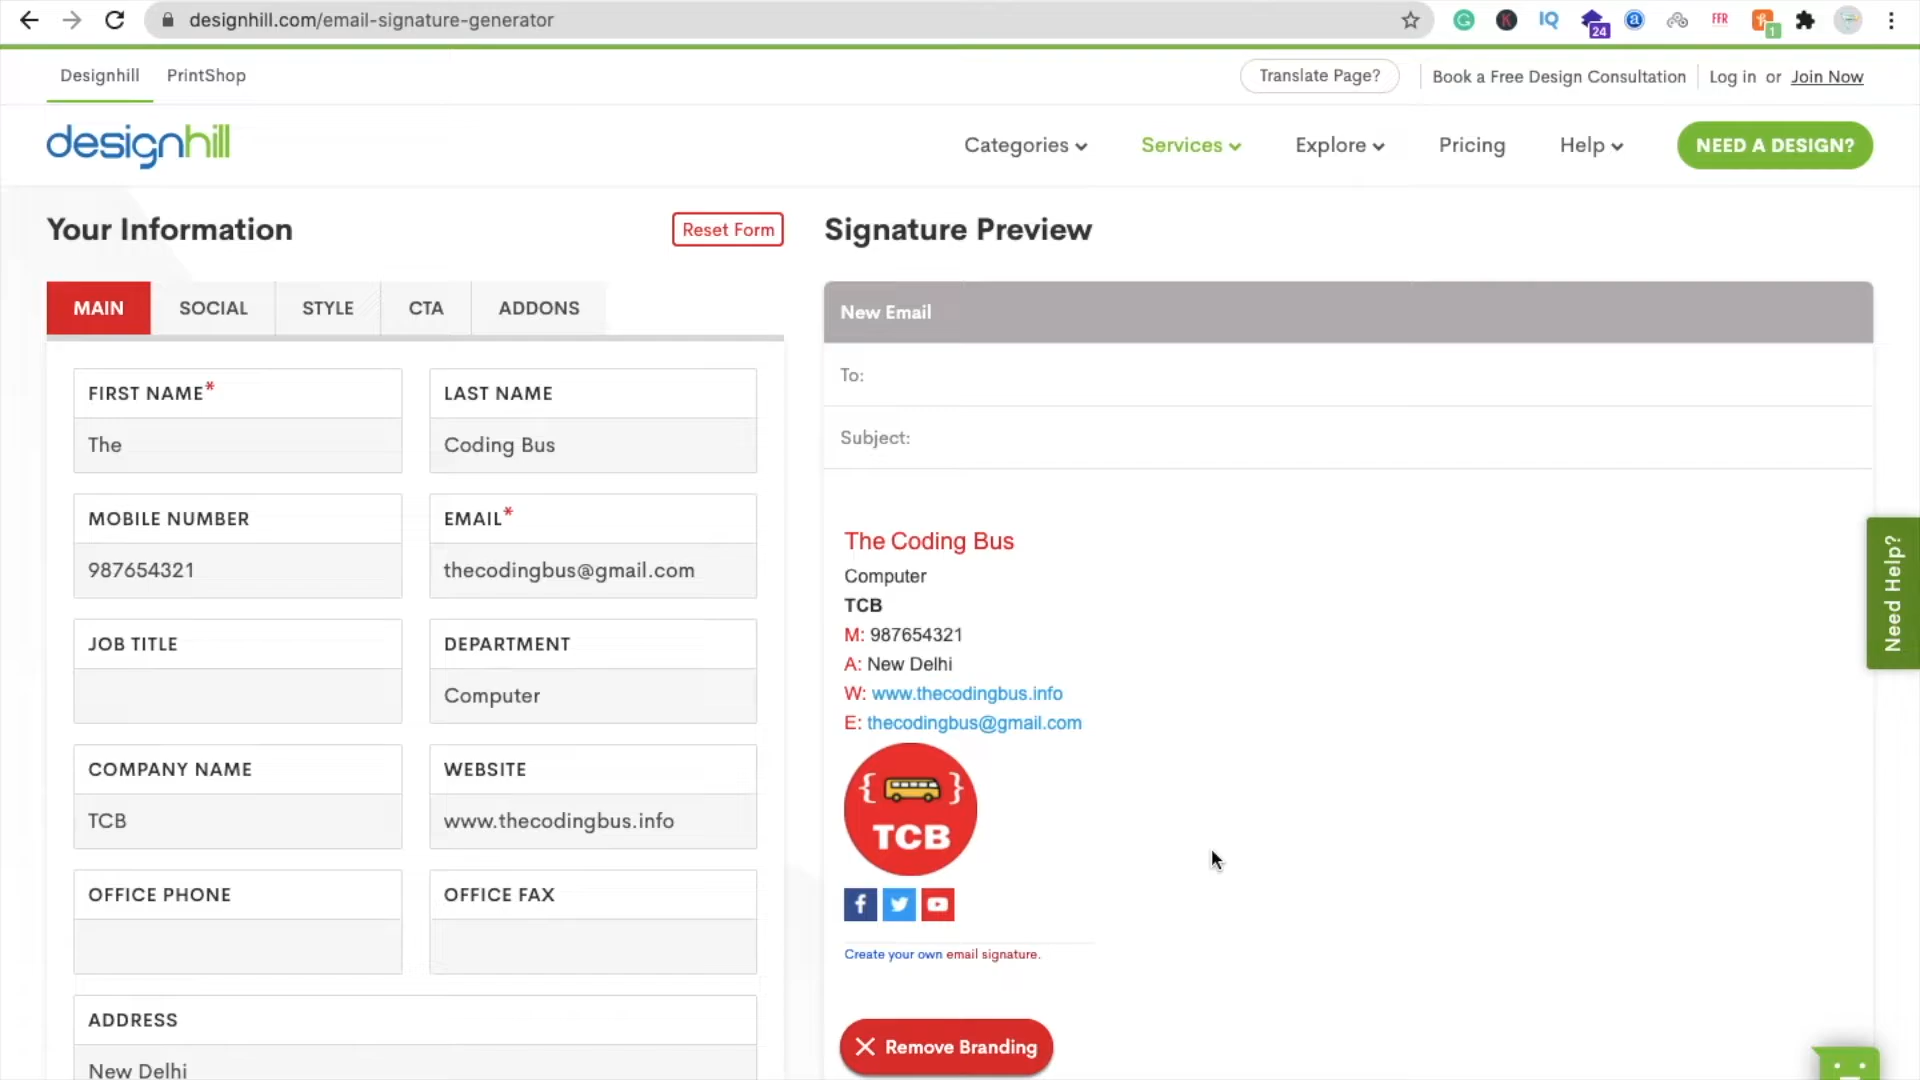 designhill.com/email-signature-generator
IQ
24
FFR
1
Designhill PrintShop
Translate Page? Book a Free Design Consultation Log in or Join Now
designhill
Categories Services Explore Pricing Help NEED A DESIGN?
Your Information
Reset Form
Signature Preview
MAIN SOCIAL STYLE CTA ADDONS
New Email
To:
Subject:
FIRST NAME*
The
LAST NAME
Coding Bus
MOBILE NUMBER
987654321
EMAIL*
thecodingbus@gmail.com
JOB TITLE
DEPARTMENT
Computer
COMPANY NAME
TCB
WEBSITE
www.thecodingbus.info
OFFICE PHONE
OFFICE FAX
ADDRESS
New Delhi
The Coding Bus
Computer
TCB
M: 987654321
A: New Delhi
W: www.thecodingbus.info
E: thecodingbus@gmail.com
{ }
TCB
Create your own email signature.
Remove Branding
Need Help?